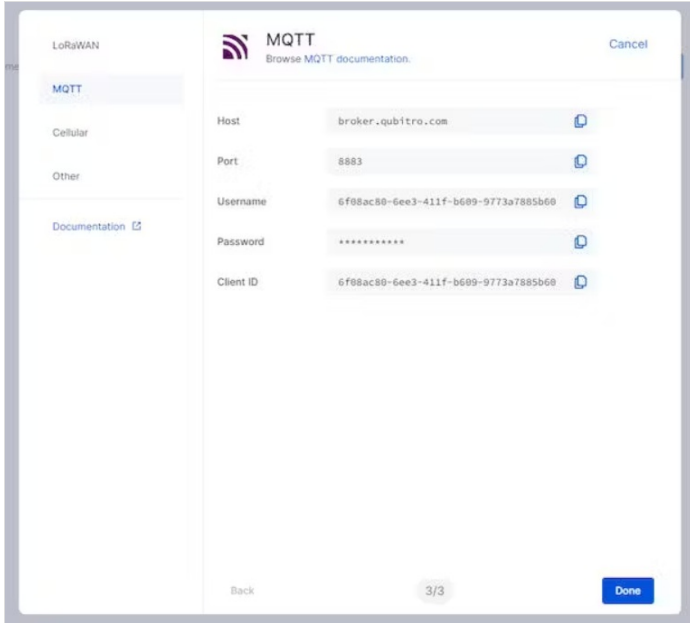 LoRaWAN
MQTT
Cellular
Other
Documentation
MQTT
Browse MQTT documentation.
Cancel
Host broker.qubitro.com
Port 8883
Username 6f08ac80-6ee3-411f-b609-9773a7885b60
Password ***********
Client ID 6f08ac80-6ee3-411f-b609-9773a7885b60
Back
3/3
Done